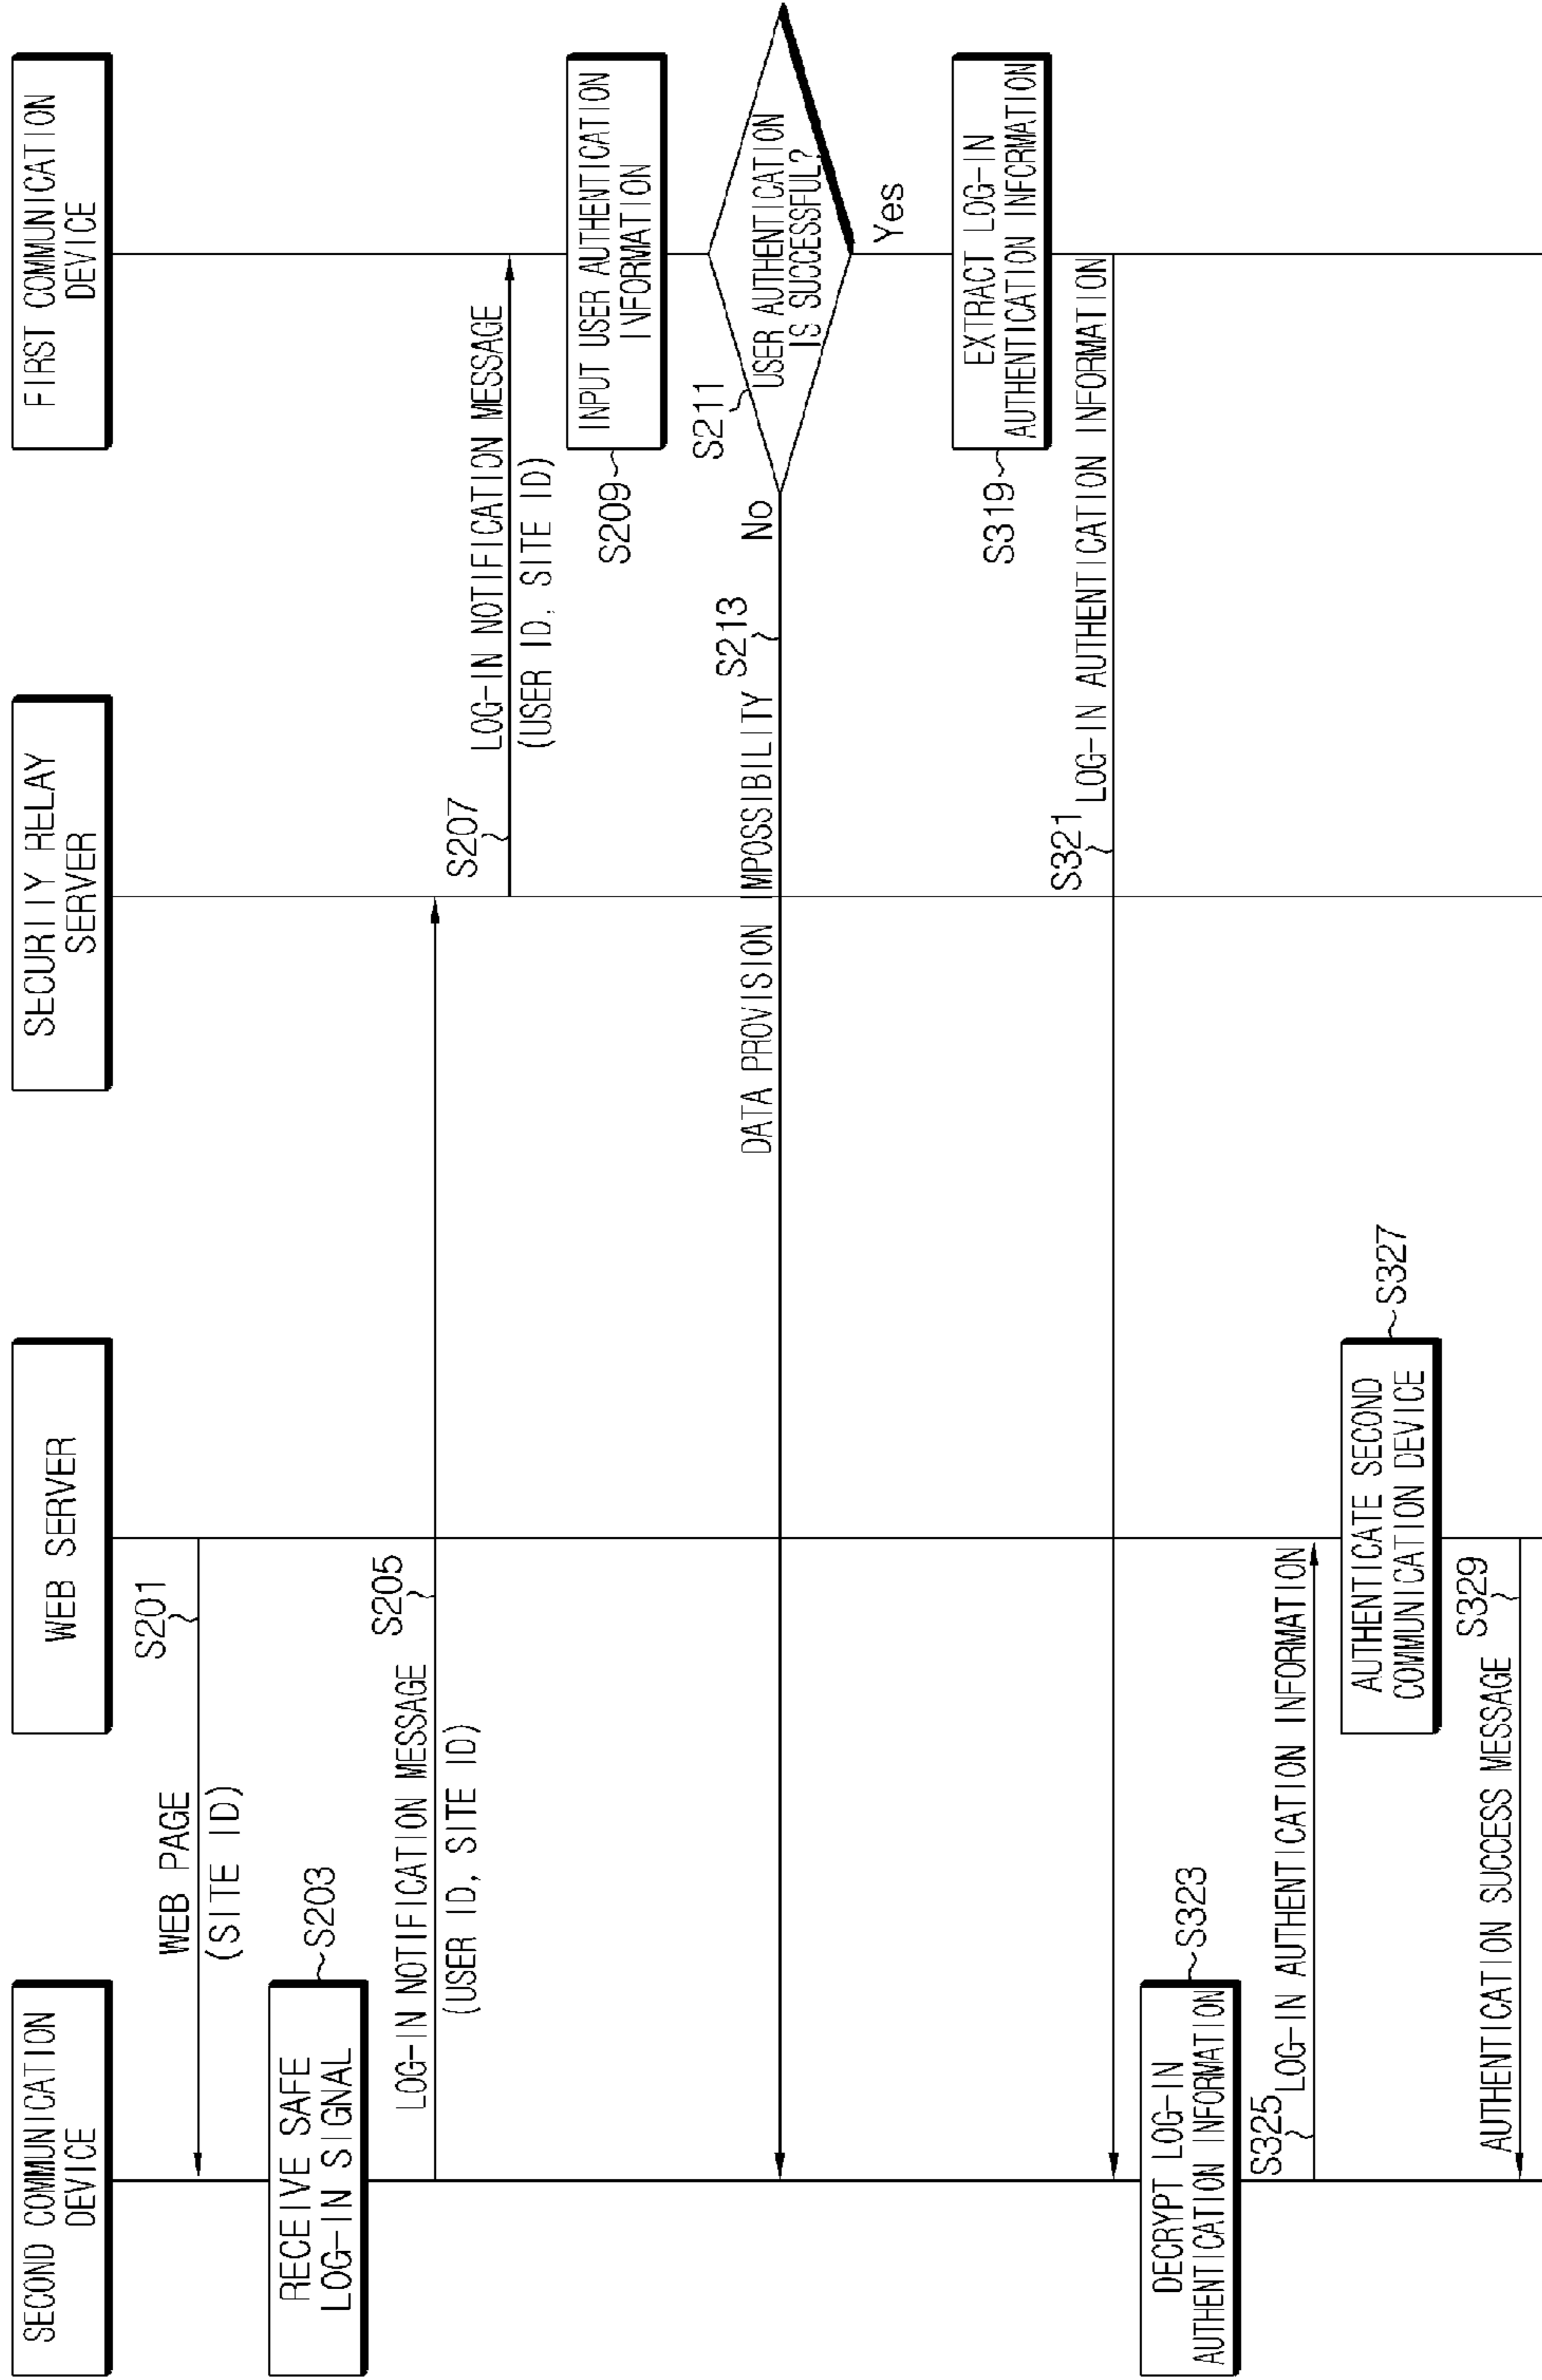 SECOND COMMUNICATION
DEVICE
WEB SERVER
SECURITY RELAY
SERVER
FIRST COMMUNICATION
DEVICE
S201
WEB PAGE
(SITE ID)
RECEIVE SAFE
LOG-IN SIGNAL
S203
LOG-IN NOTIFICATION MESSAGE
(USER ID, SITE ID)
S205
S207
LOG-IN NOTIFICATION MESSAGE
(USER ID, SITE ID)
S209
INPUT USER AUTHENTICATION
INFORMATION
S211
USER AUTHENTICATION
IS SUCCESSFUL?
No
S213
DATA PROVISION IMPOSSIBILITY
Yes
S319
EXTRACT LOG-IN
AUTHENTICATION INFORMATION
S321
LOG-IN AUTHENTICATION INFORMATION
DECRYPT LOG-IN
AUTHENTICATION INFORMATION
S323
S325
LOG-IN AUTHENTICATION INFORMATION
AUTHENTICATE SECOND
COMMUNICATION DEVICE
S327
AUTHENTICATION SUCCESS MESSAGE
S329